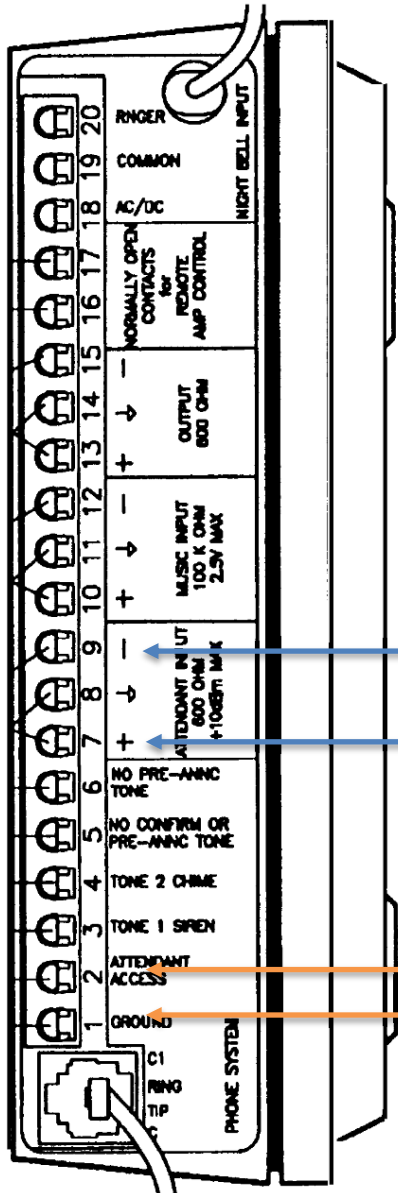 20 RNGER
19 COMMON
18 AC/DC
NIGHT BELL INPUT
17
16
NORMALLY OPEN
CONTACTS
for
REMOTE
AMP CONTROL
15 −
14
13 +
OUTPUT
600 OHM
12 −
11
10 +
MUSIC INPUT
100 K OHM
2.5V MAX
9 −
8
7 +
ATTENDANT INPUT
600 OHM
+10dBm MAX
6 NO PRE-ANNC
TONE
5 NO CONFIRM OR
PRE-ANNC TONE
4 TONE 2 CHIME
3 TONE 1 SIREN
2 ATTENDANT
ACCESS
1 GROUND
PHONE SYSTEM
C1
RING
TIP